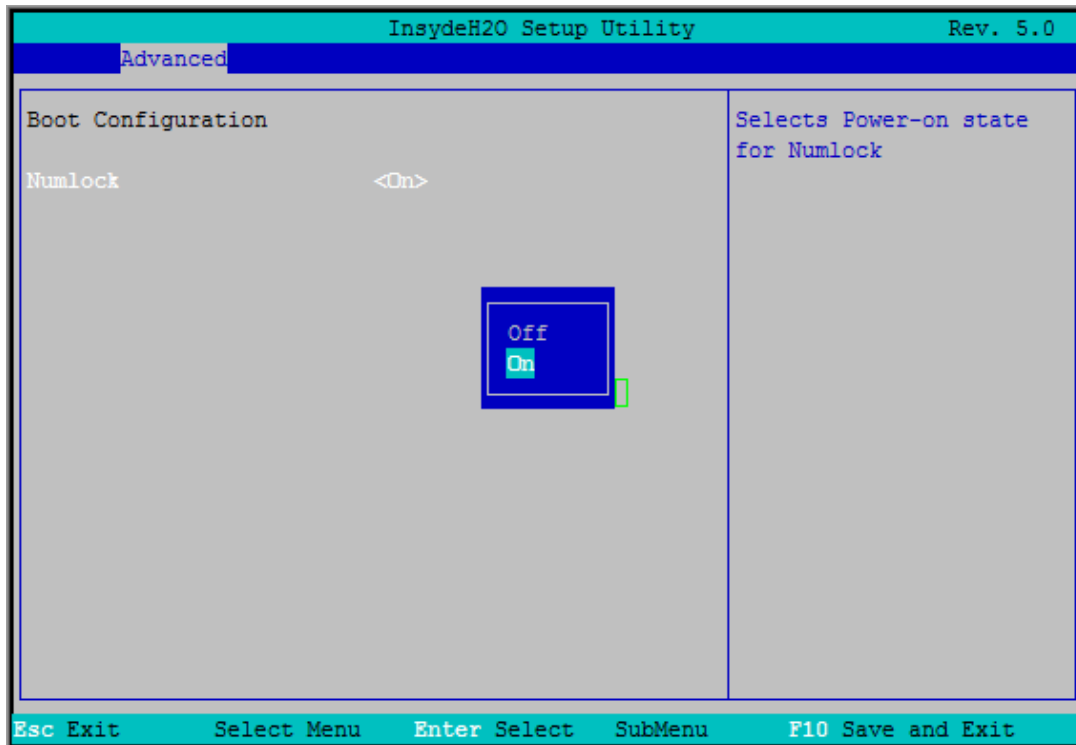 InsydeH2O Setup Utility Rev. 5.0
Advanced
Boot Configuration
Numlock <On>
Selects Power-on state
for Numlock
Off
On
Esc Exit Select Menu Enter Select SubMenu F10 Save and Exit